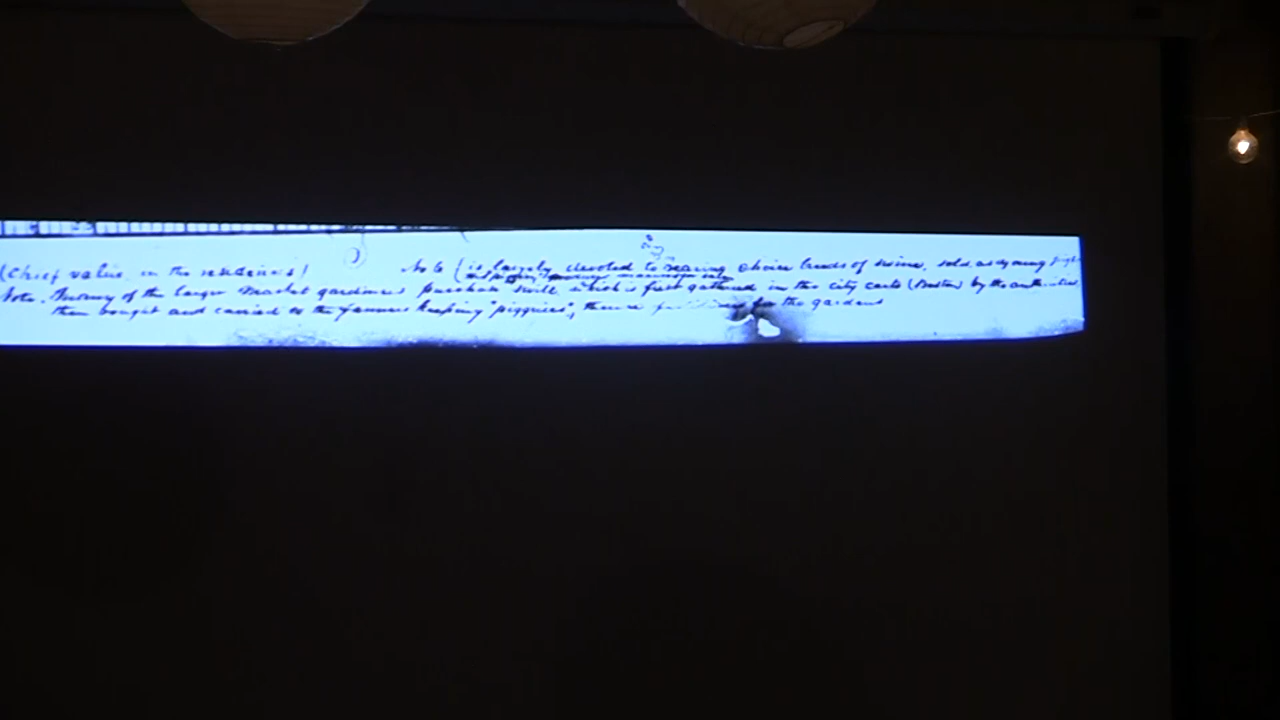 (Chief value, in the residues) No 6 (is largely devoted to rearing choice breeds of swine, sold, as young pigs
Note. Many of the larger market gardeners purchase swill which is first gathered in the city carts (Boston) by the authorities
then bought and carried to the farmers keeping "piggeries", for the gardens